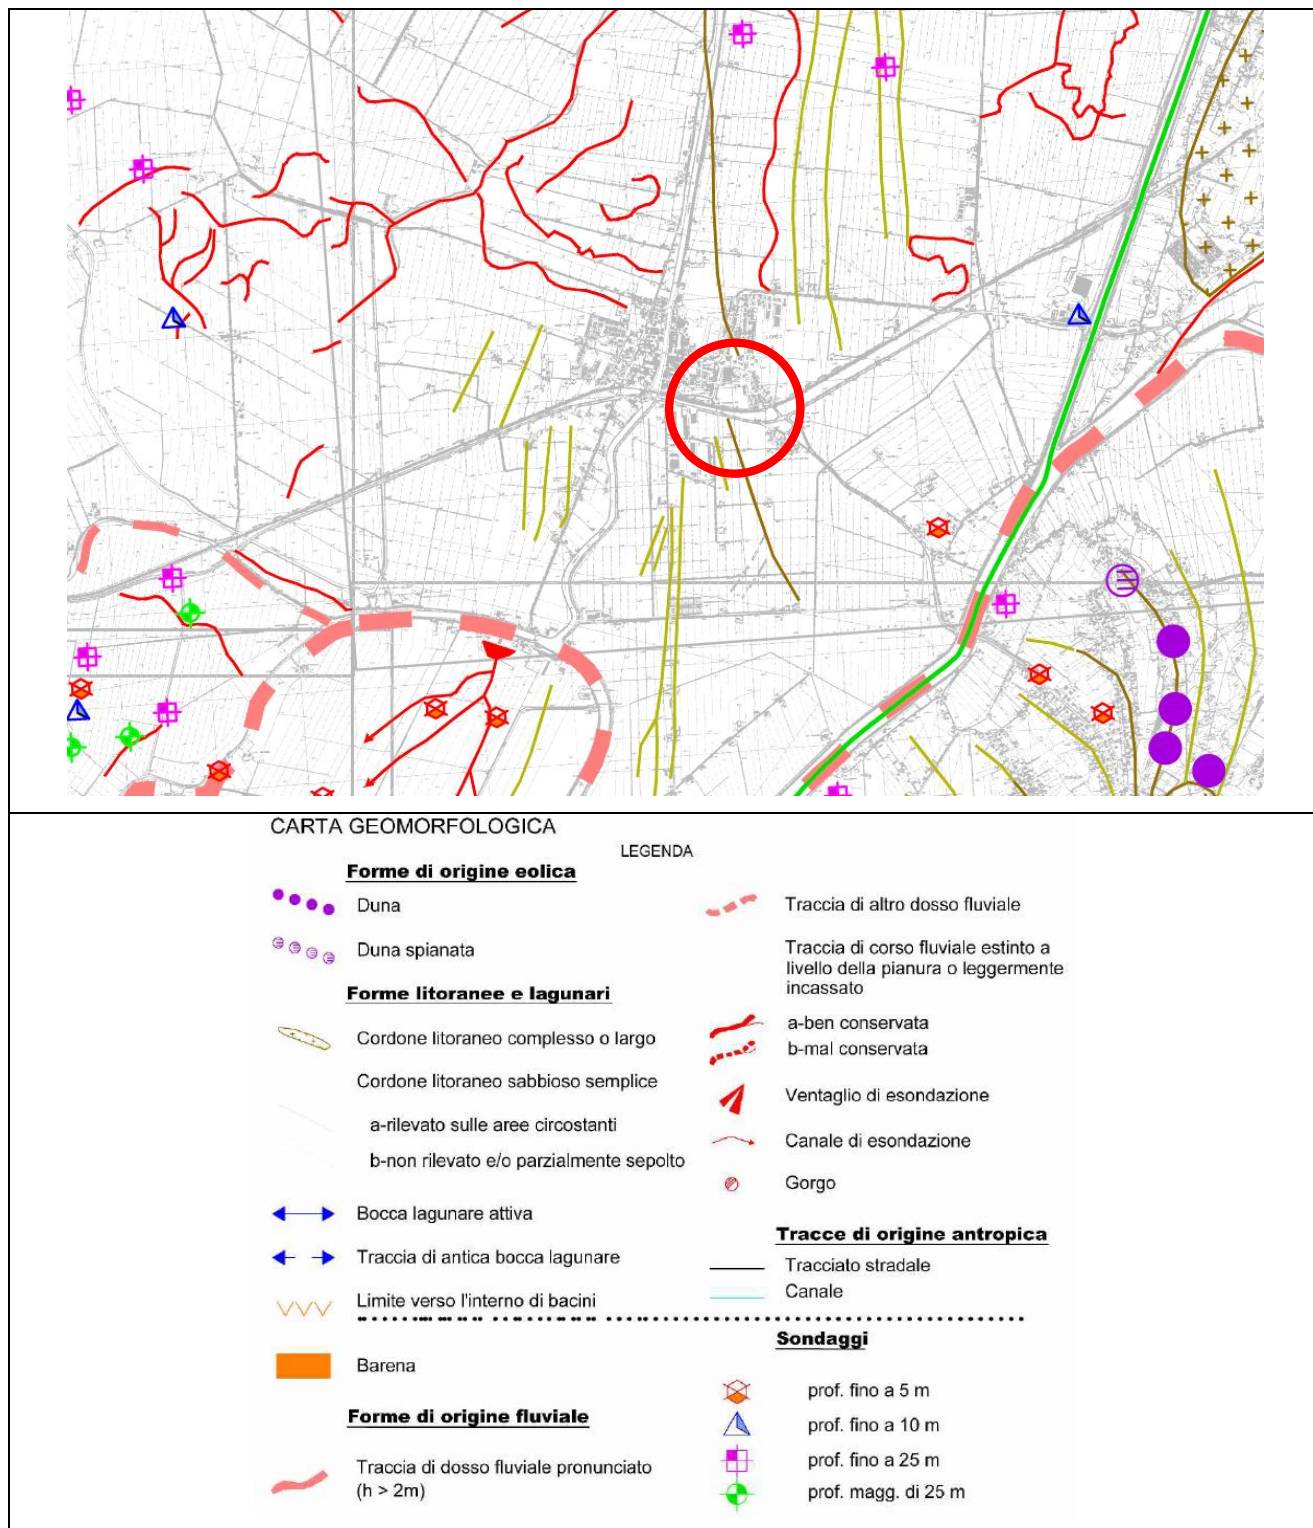 CARTA GEOMORFOLOGICA
LEGENDA
Forme di origine eolica
Duna
Duna spianata
Forme litoranee e lagunari
Cordone litoraneo complesso o largo
Cordone litoraneo sabbioso semplice
a-rilevato sulle aree circostanti
b-non rilevato e/o parzialmente sepolto
Bocca lagunare attiva
Traccia di antica bocca lagunare
Limite verso l'interno di bacini
Barena
Forme di origine fluviale
Traccia di dosso fluviale pronunciato
(h > 2m)
Traccia di altro dosso fluviale
Traccia di corso fluviale estinto a
livello della pianura o leggermente
incassato
a-ben conservata
b-mal conservata
Ventaglio di esondazione
Canale di esondazione
Gorgo
Tracce di origine antropica
Tracciato stradale
Canale
Sondaggi
prof. fino a 5 m
prof. fino a 10 m
prof. fino a 25 m
prof. magg. di 25 m